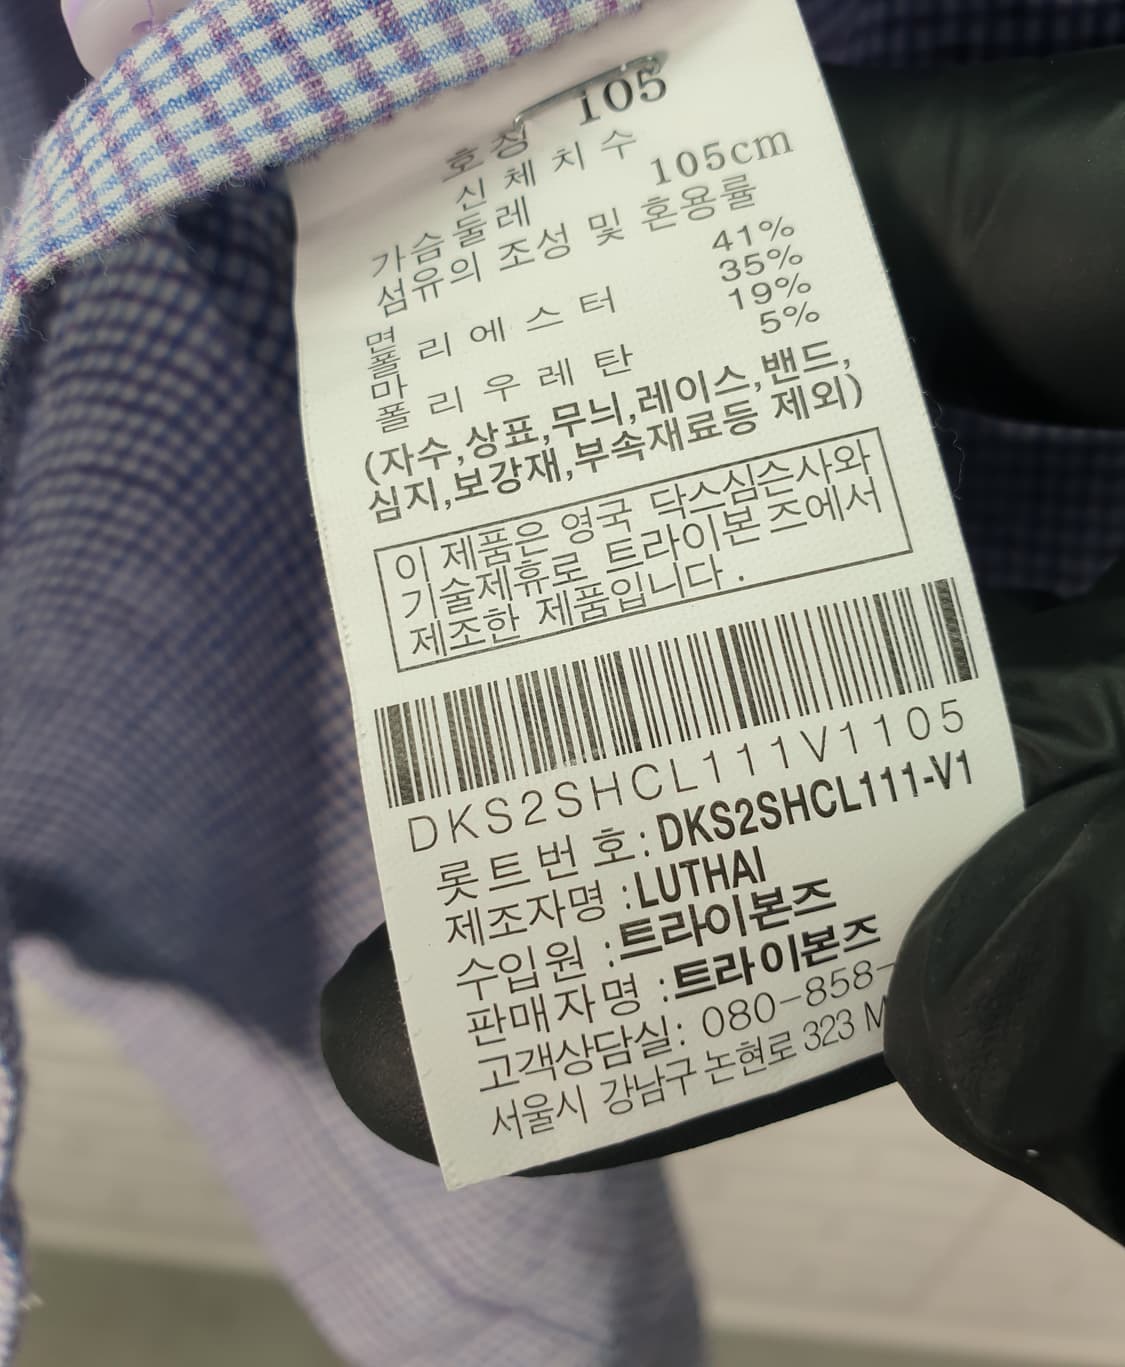 호칭 105
신체치수
가슴둘레 105cm
섬유의 조성 및 혼용률
면 41%
폴리에스터 35%
마 19%
폴리우레탄 5%
(자수,상표,무늬,레이스,밴드,
심지,보강재,부속재료등 제외)
이 제품은 영국 닥스심슨사와
기술제휴로 트라이본즈에서
제조한 제품입니다.
DKS2SHCL111V1105
롯트번호:DKS2SHCL111-V1
제조자명 :LUTHAI
수입원 :트라이본즈
판매자명 :트라이본즈
고객상담실: 080-858-
서울시 강남구 논현로 323